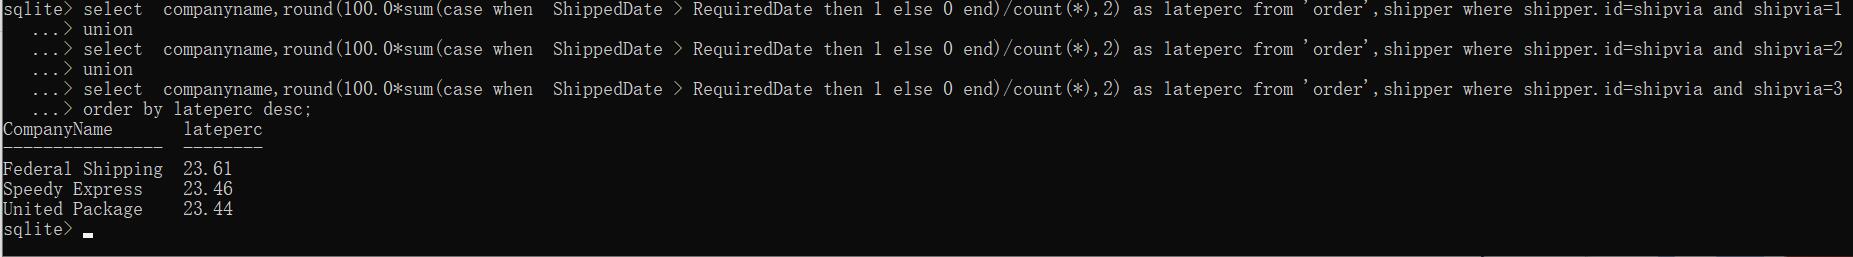 sqlite> select  companyname,round(100.0*sum(case when  ShippedDate > RequiredDate then 1 else 0 end)/count(*),2) as lateperc from 'order',shipper where shipper.id=shipvia and shipvia=1
   ...> union
   ...> select  companyname,round(100.0*sum(case when  ShippedDate > RequiredDate then 1 else 0 end)/count(*),2) as lateperc from 'order',shipper where shipper.id=shipvia and shipvia=2
   ...> union
   ...> select  companyname,round(100.0*sum(case when  ShippedDate > RequiredDate then 1 else 0 end)/count(*),2) as lateperc from 'order',shipper where shipper.id=shipvia and shipvia=3
   ...> order by lateperc desc;
CompanyName       lateperc
----------------  --------
Federal Shipping  23.61
Speedy Express    23.46
United Package    23.44
sqlite>